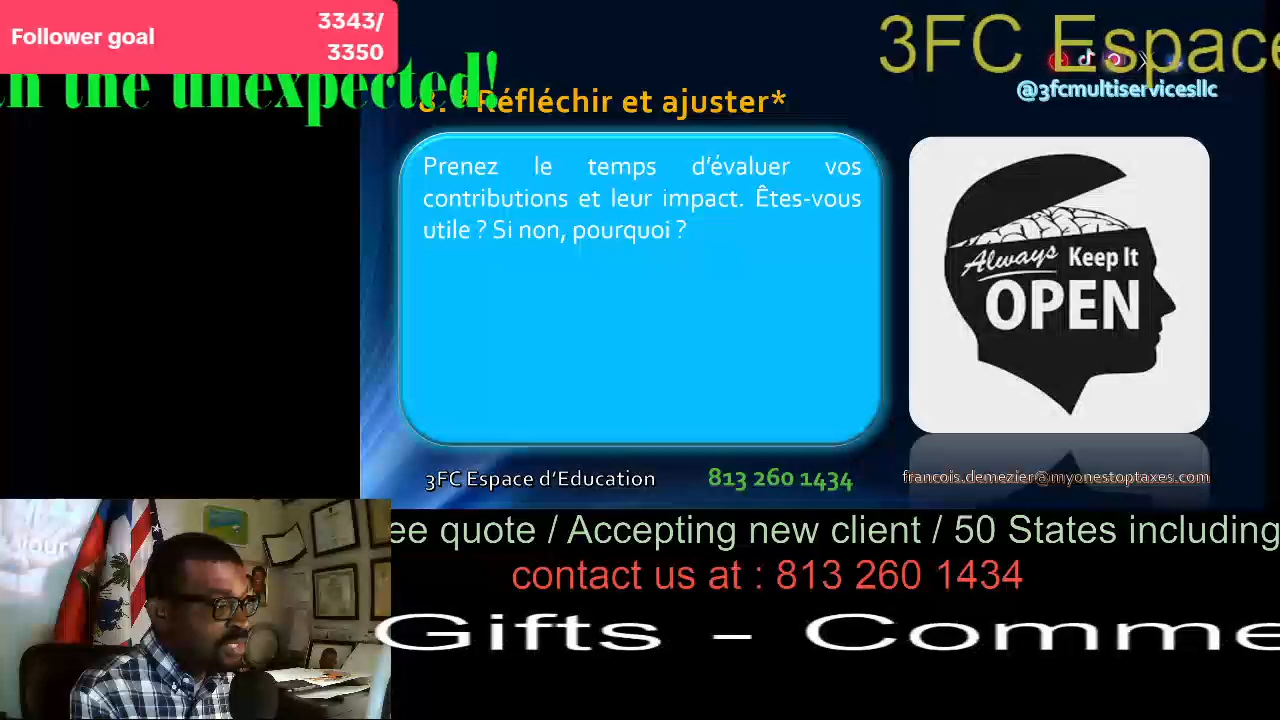 Follower goal
3343/
3350
n the unexpected!
3FC Espace
@3fcmultiservicesllc
8. *Réfléchir et ajuster*
Prenez le temps d’évaluer vos
contributions et leur impact. Êtes-vous
utile ? Si non, pourquoi ?
Always Keep It
OPEN
3FC Espace d’Education
813 260 1434
francois.demezier@myonestoptaxes.com
your
ee quote / Accepting new client / 50 States including
contact us at : 813 260 1434
Gifts - Comme